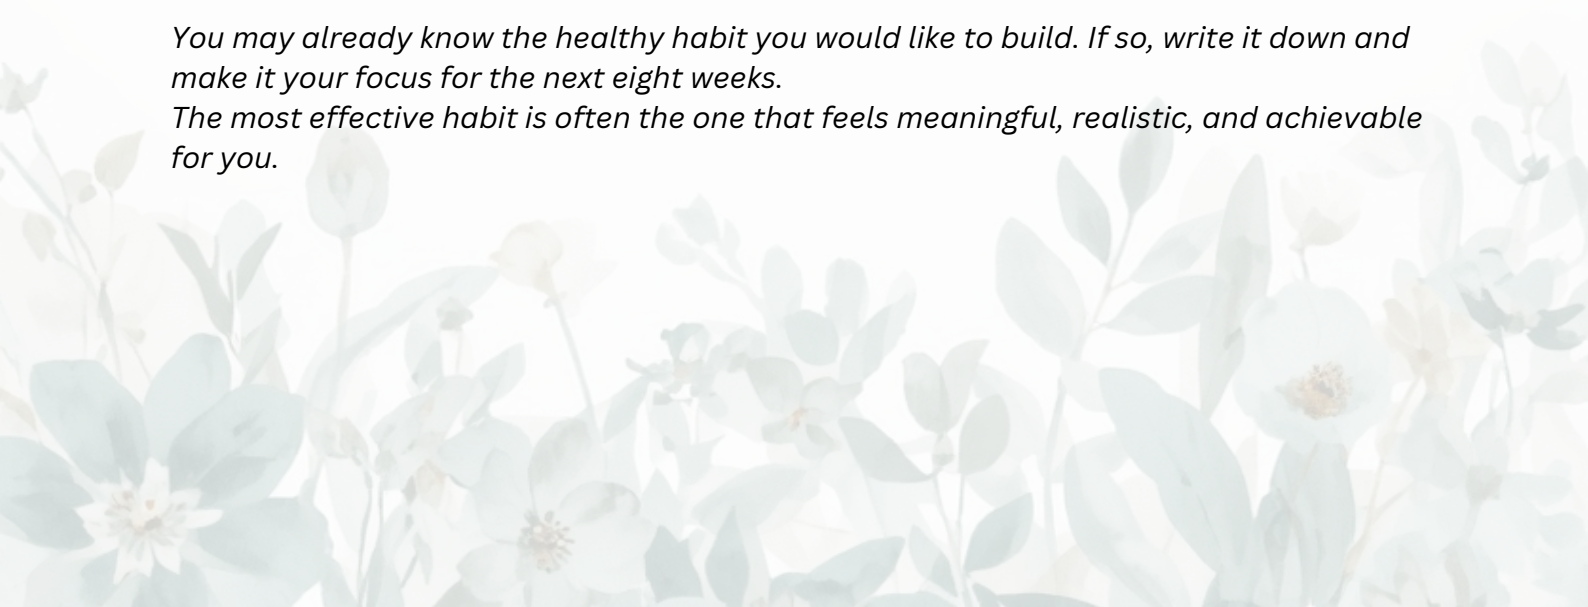 You may already know the healthy habit you would like to build. If so, write it down and
make it your focus for the next eight weeks.
The most effective habit is often the one that feels meaningful, realistic, and achievable
for you.